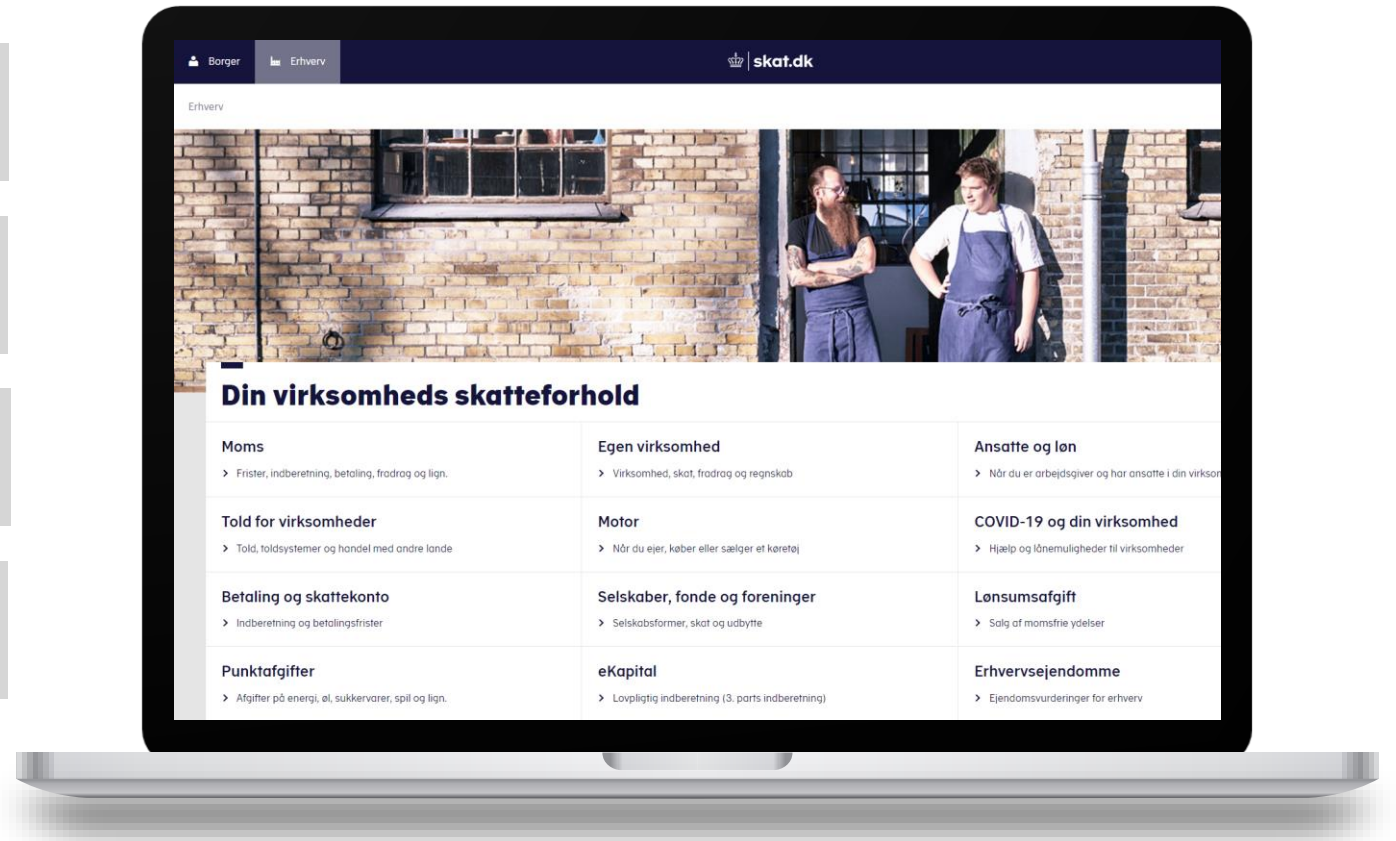 Borger
Erhverv
skat.dk
Erhverv
Din virksomheds skatteforhold
Moms
Frister, indberetning, betaling, fradrag og lign.
Egen virksomhed
Virksomhed, skat, fradrag og regnskab
Ansatte og løn
Når du er arbejdsgiver og har ansatte i din virksom
Told for virksomheder
Told, toldsystemer og handel med andre lande
Motor
Når du ejer, køber eller sælger et køretøj
COVID-19 og din virksomhed
Hjælp og lånemuligheder til virksomheder
Betaling og skattekonto
Indberetning og betalingsfrister
Selskaber, fonde og foreninger
Selskabsformer, skat og udbytte
Lønsumsafgift
Salg af momsfrie ydelser
Punktafgifter
Afgifter på energi, øl, sukkervarer, spil og lign.
eKapital
Lovpligtig indberetning (3. parts indberetning)
Erhvervsejendomme
Ejendomsvurderinger for erhverv